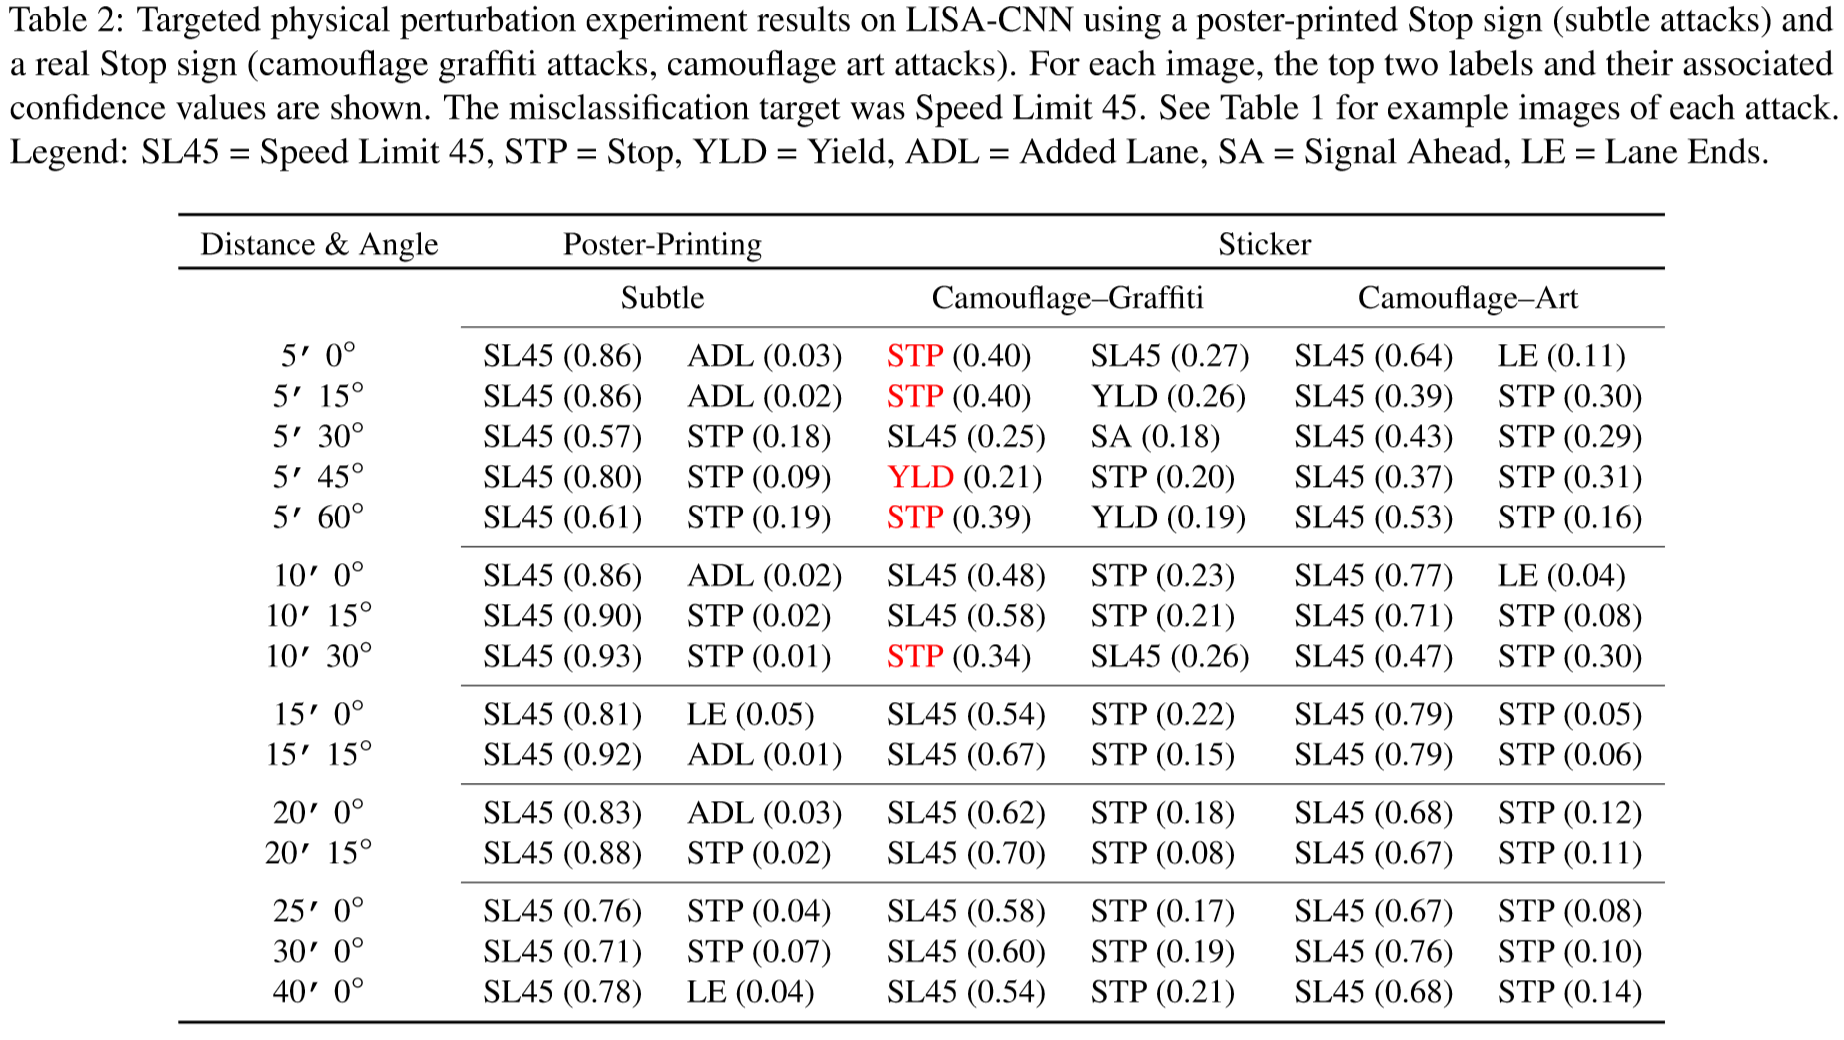 Table 2: Targeted physical perturbation experiment results on LISA-CNN using a poster-printed Stop sign (subtle attacks) and
a real Stop sign (camouflage graffiti attacks, camouflage art attacks). For each image, the top two labels and their associated
confidence values are shown. The misclassification target was Speed Limit 45. See Table 1 for example images of each attack.
Legend: SL45 = Speed Limit 45, STP = Stop, YLD = Yield, ADL = Added Lane, SA = Signal Ahead, LE = Lane Ends.
Distance & Angle Poster-Printing Sticker
Subtle Camouflage–Graffiti Camouflage–Art
5′ 0° SL45 (0.86) ADL (0.03) STP (0.40) SL45 (0.27) SL45 (0.64) LE (0.11)
5′ 15° SL45 (0.86) ADL (0.02) STP (0.40) YLD (0.26) SL45 (0.39) STP (0.30)
5′ 30° SL45 (0.57) STP (0.18) SL45 (0.25) SA (0.18) SL45 (0.43) STP (0.29)
5′ 45° SL45 (0.80) STP (0.09) YLD (0.21) STP (0.20) SL45 (0.37) STP (0.31)
5′ 60° SL45 (0.61) STP (0.19) STP (0.39) YLD (0.19) SL45 (0.53) STP (0.16)
10′ 0° SL45 (0.86) ADL (0.02) SL45 (0.48) STP (0.23) SL45 (0.77) LE (0.04)
10′ 15° SL45 (0.90) STP (0.02) SL45 (0.58) STP (0.21) SL45 (0.71) STP (0.08)
10′ 30° SL45 (0.93) STP (0.01) STP (0.34) SL45 (0.26) SL45 (0.47) STP (0.30)
15′ 0° SL45 (0.81) LE (0.05) SL45 (0.54) STP (0.22) SL45 (0.79) STP (0.05)
15′ 15° SL45 (0.92) ADL (0.01) SL45 (0.67) STP (0.15) SL45 (0.79) STP (0.06)
20′ 0° SL45 (0.83) ADL (0.03) SL45 (0.62) STP (0.18) SL45 (0.68) STP (0.12)
20′ 15° SL45 (0.88) STP (0.02) SL45 (0.70) STP (0.08) SL45 (0.67) STP (0.11)
25′ 0° SL45 (0.76) STP (0.04) SL45 (0.58) STP (0.17) SL45 (0.67) STP (0.08)
30′ 0° SL45 (0.71) STP (0.07) SL45 (0.60) STP (0.19) SL45 (0.76) STP (0.10)
40′ 0° SL45 (0.78) LE (0.04) SL45 (0.54) STP (0.21) SL45 (0.68) STP (0.14)